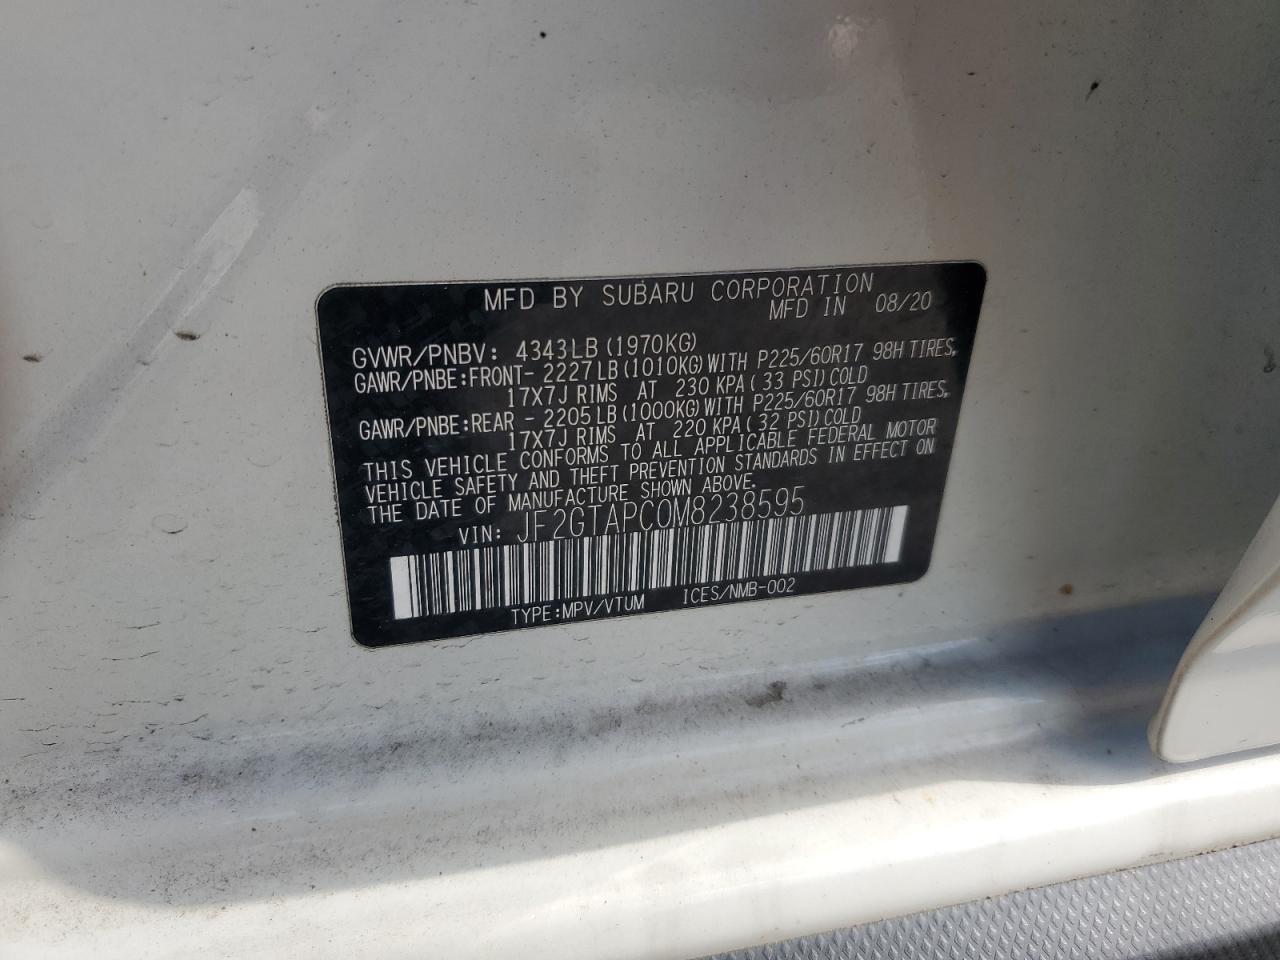 MFD BY SUBARU CORPORATION
MFD IN 08/20
GVWR/PNBV: 4343LB (1970KG)
GAWR/PNBE:FRONT- 2227LB (1010KG) WITH P225/60R17 98H TIRES,
17X7J RIMS AT 230 KPA ( 33 PSI) COLD
GAWR/PNBE:REAR - 2205LB (1000KG) WITH P225/60R17 98H TIRES,
17X7J RIMS AT 220 KPA ( 32 PSI) COLD
THIS VEHICLE CONFORMS TO ALL APPLICABLE FEDERAL MOTOR
VEHICLE SAFETY AND THEFT PREVENTION STANDARDS IN EFFECT ON
THE DATE OF MANUFACTURE SHOWN ABOVE.
VIN: JF2GTAPC0M8238595
TYPE:MPV/VTUM ICES/NMB-002